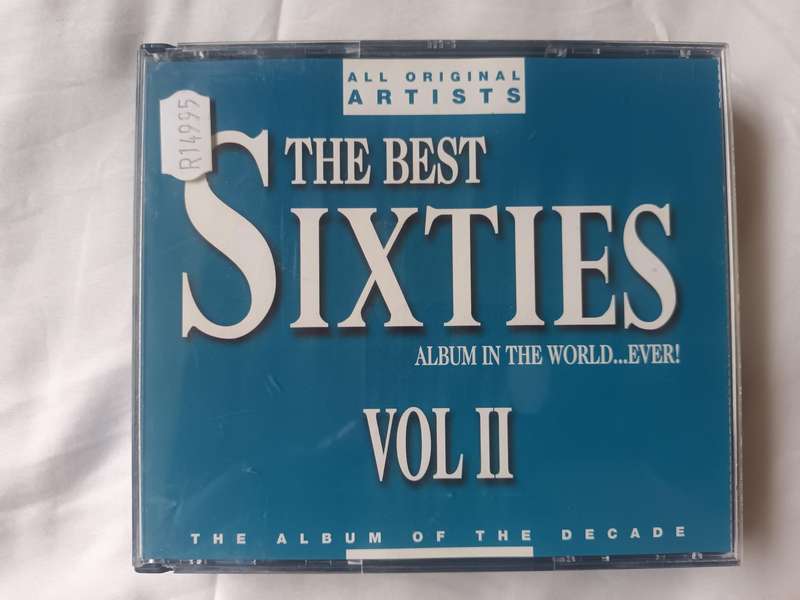 ALL ORIGINAL
ARTISTS
R14995
THE BEST
SIXTIES
ALBUM IN THE WORLD...EVER!
VOL II
THE ALBUM OF THE DECADE